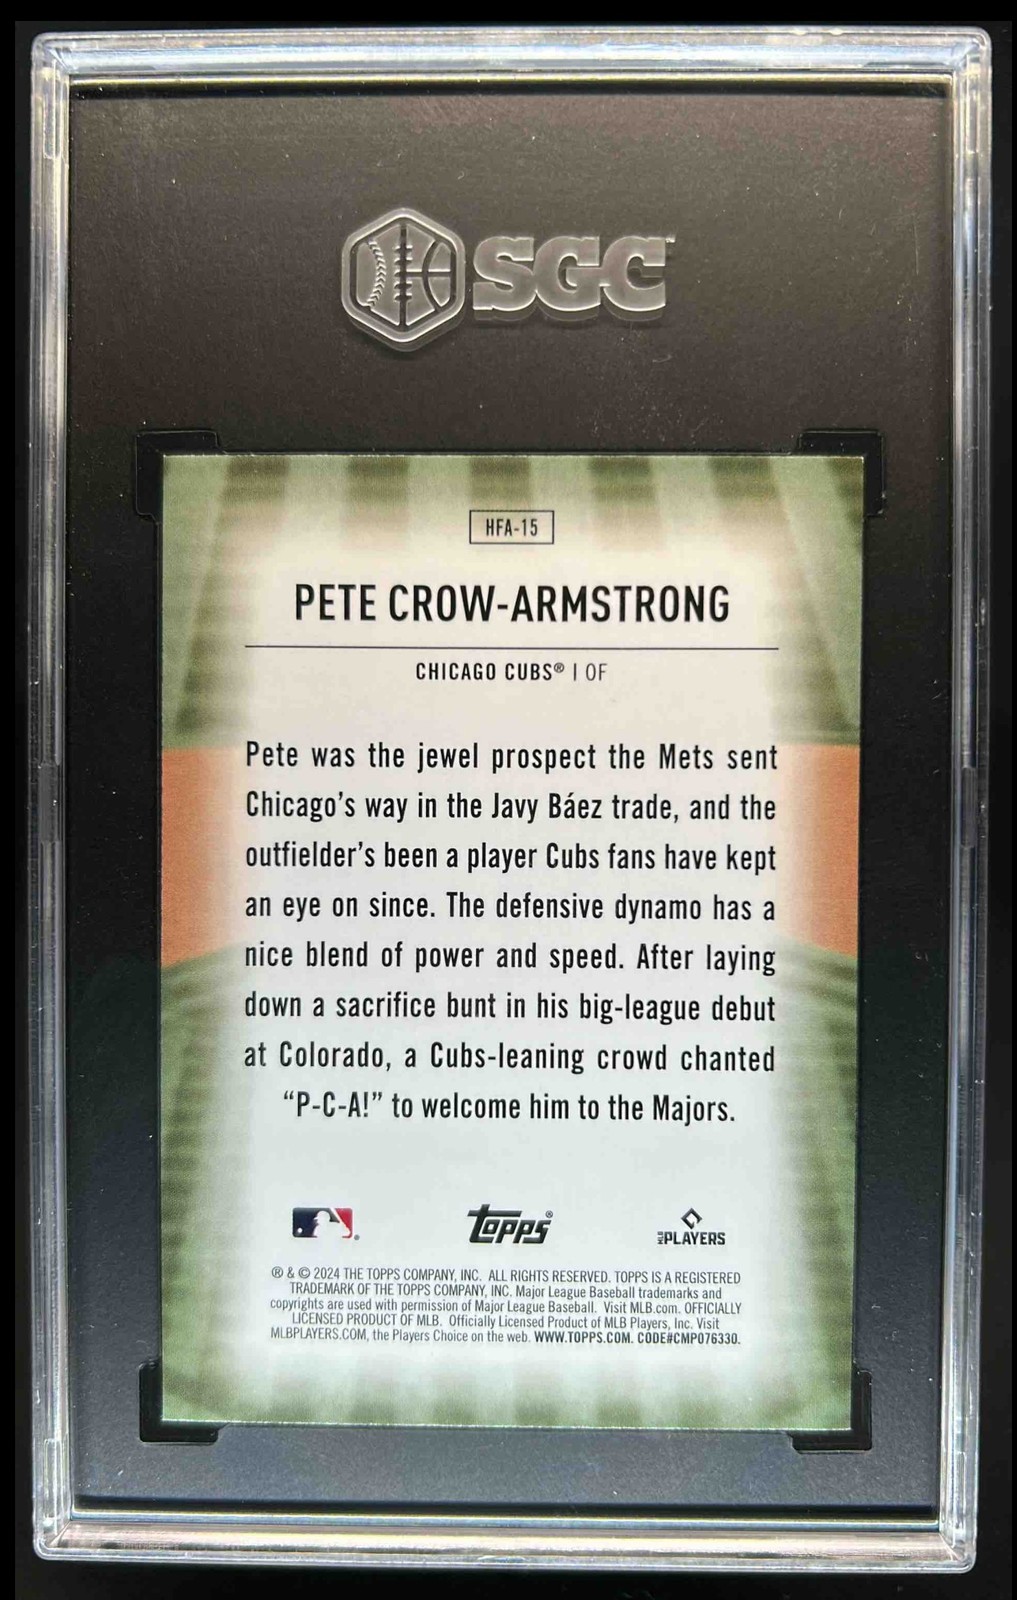 SGC
HFA-15
PETE CROW-ARMSTRONG
CHICAGO CUBS® | OF
Pete was the jewel prospect the Mets sent
Chicago's way in the Javy Báez trade, and the
outfielder's been a player Cubs fans have kept
an eye on since. The defensive dynamo has a
nice blend of power and speed. After laying
down a sacrifice bunt in his big-league debut
at Colorado, a Cubs-leaning crowd chanted
“P-C-A!” to welcome him to the Majors.
topps®
MLB PLAYERS
® & © 2024 THE TOPPS COMPANY, INC. ALL RIGHTS RESERVED. TOPPS IS A REGISTERED
TRADEMARK OF THE TOPPS COMPANY, INC. Major League Baseball trademarks and
copyrights are used with permission of Major League Baseball. Visit MLB.com. OFFICIALLY
LICENSED PRODUCT OF MLB. Officially Licensed Product of MLB Players, Inc. Visit
MLBPLAYERS.COM, the Players Choice on the web. WWW.TOPPS.COM. CODE#CMP076330.